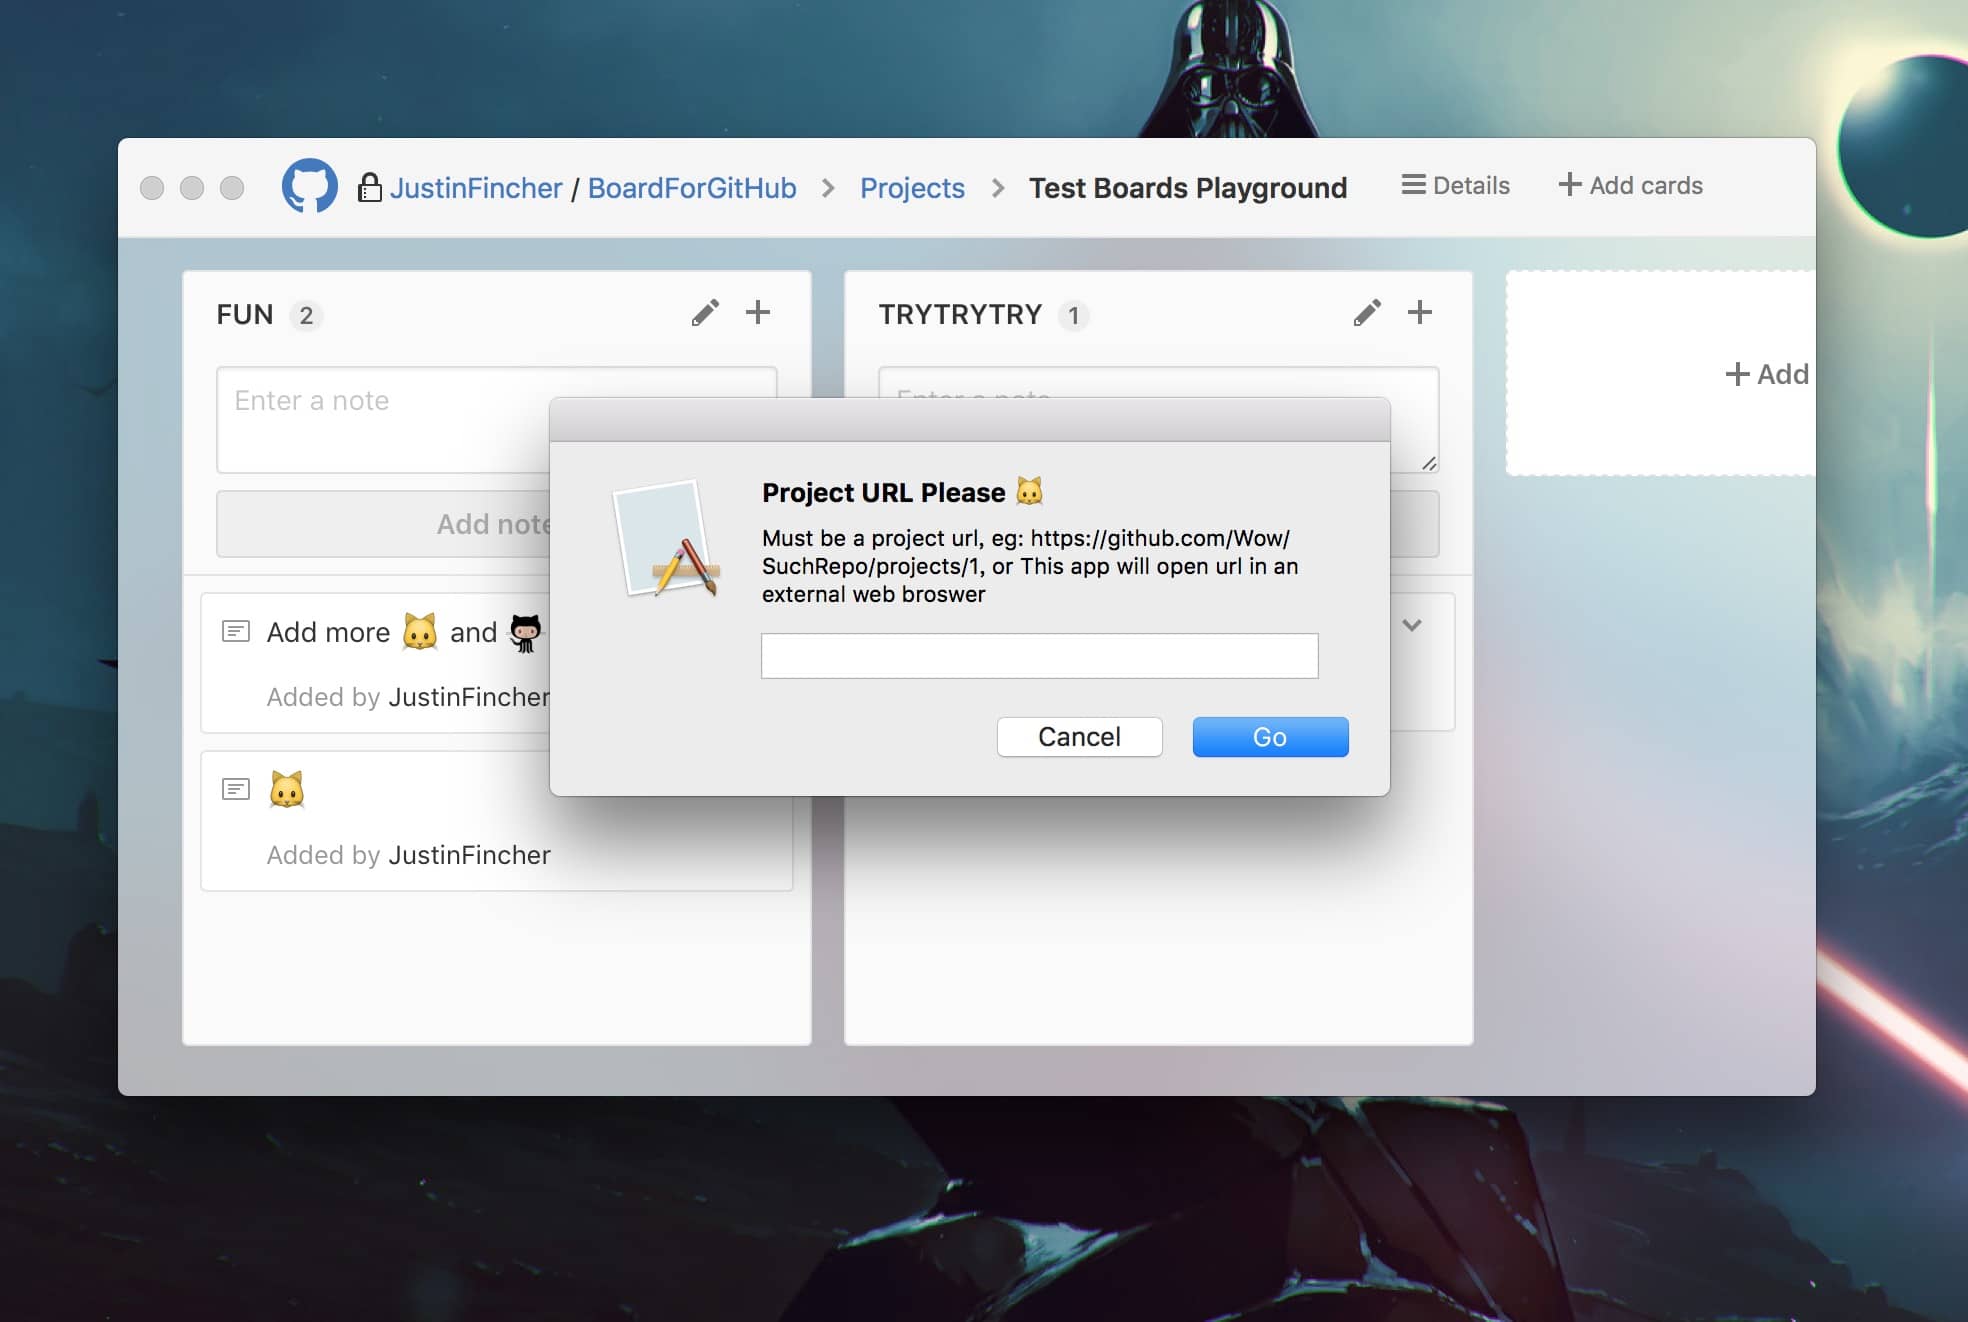 JustinFincher / BoardForGitHub > Projects > Test Boards Playground
Details
+ Add cards
FUN 2
Enter a note
Add note
Add more 🐱 and
Added by JustinFincher
🐱
Added by JustinFincher
TRYTRYTRY 1
Enter a note
+ Add
Project URL Please 🐱
Must be a project url, eg: https://github.com/Wow/
SuchRepo/projects/1, or This app will open url in an
external web broswer
Cancel
Go